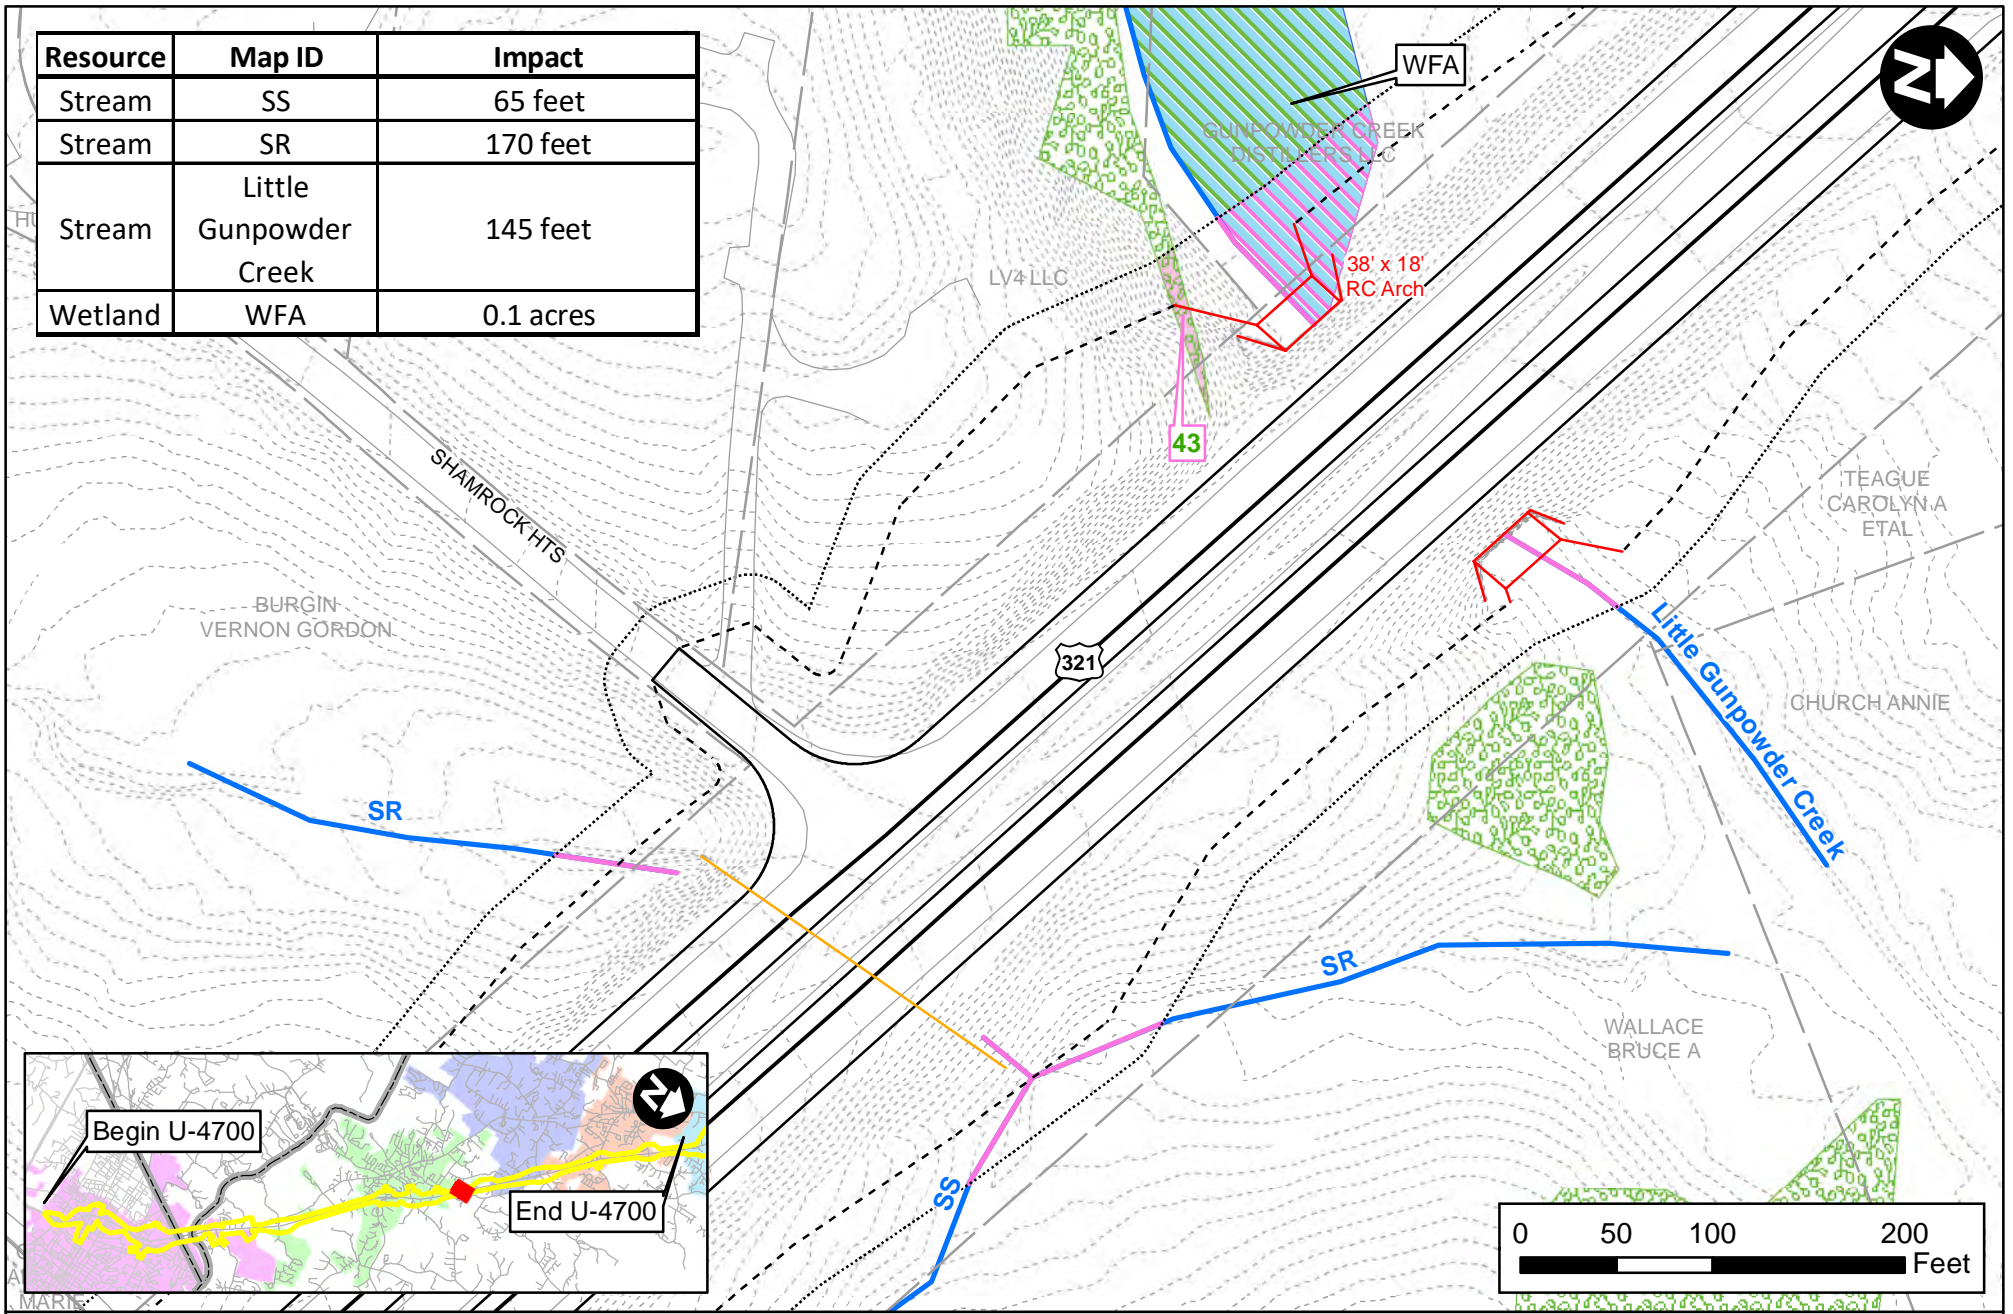 Resource Map ID Impact
Stream SS 65 feet
Stream SR 170 feet
Stream Little Gunpowder Creek 145 feet
Wetland WFA 0.1 acres
WFA
N
GUNPOWDER CREEK
DISTILLERS LLC
LV4 LLC
38' x 18'
RC Arch
43
SHAMROCK HTS
TEAGUE
CAROLYN A
ETAL
BURGIN
VERNON GORDON
321
Little Gunpowder Creek
CHURCH ANNIE
SR
SR
WALLACE
BRUCE A
SS
N
Begin U-4700
End U-4700
0 50 100 200
Feet
MARIE